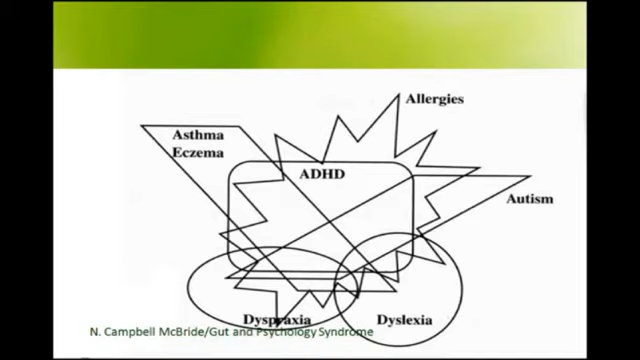 Allergies
Asthma
Eczema
ADHD
Autism
Dyspraxia
Dyslexia
N. Campbell McBride/Gut and Psychology Syndrome